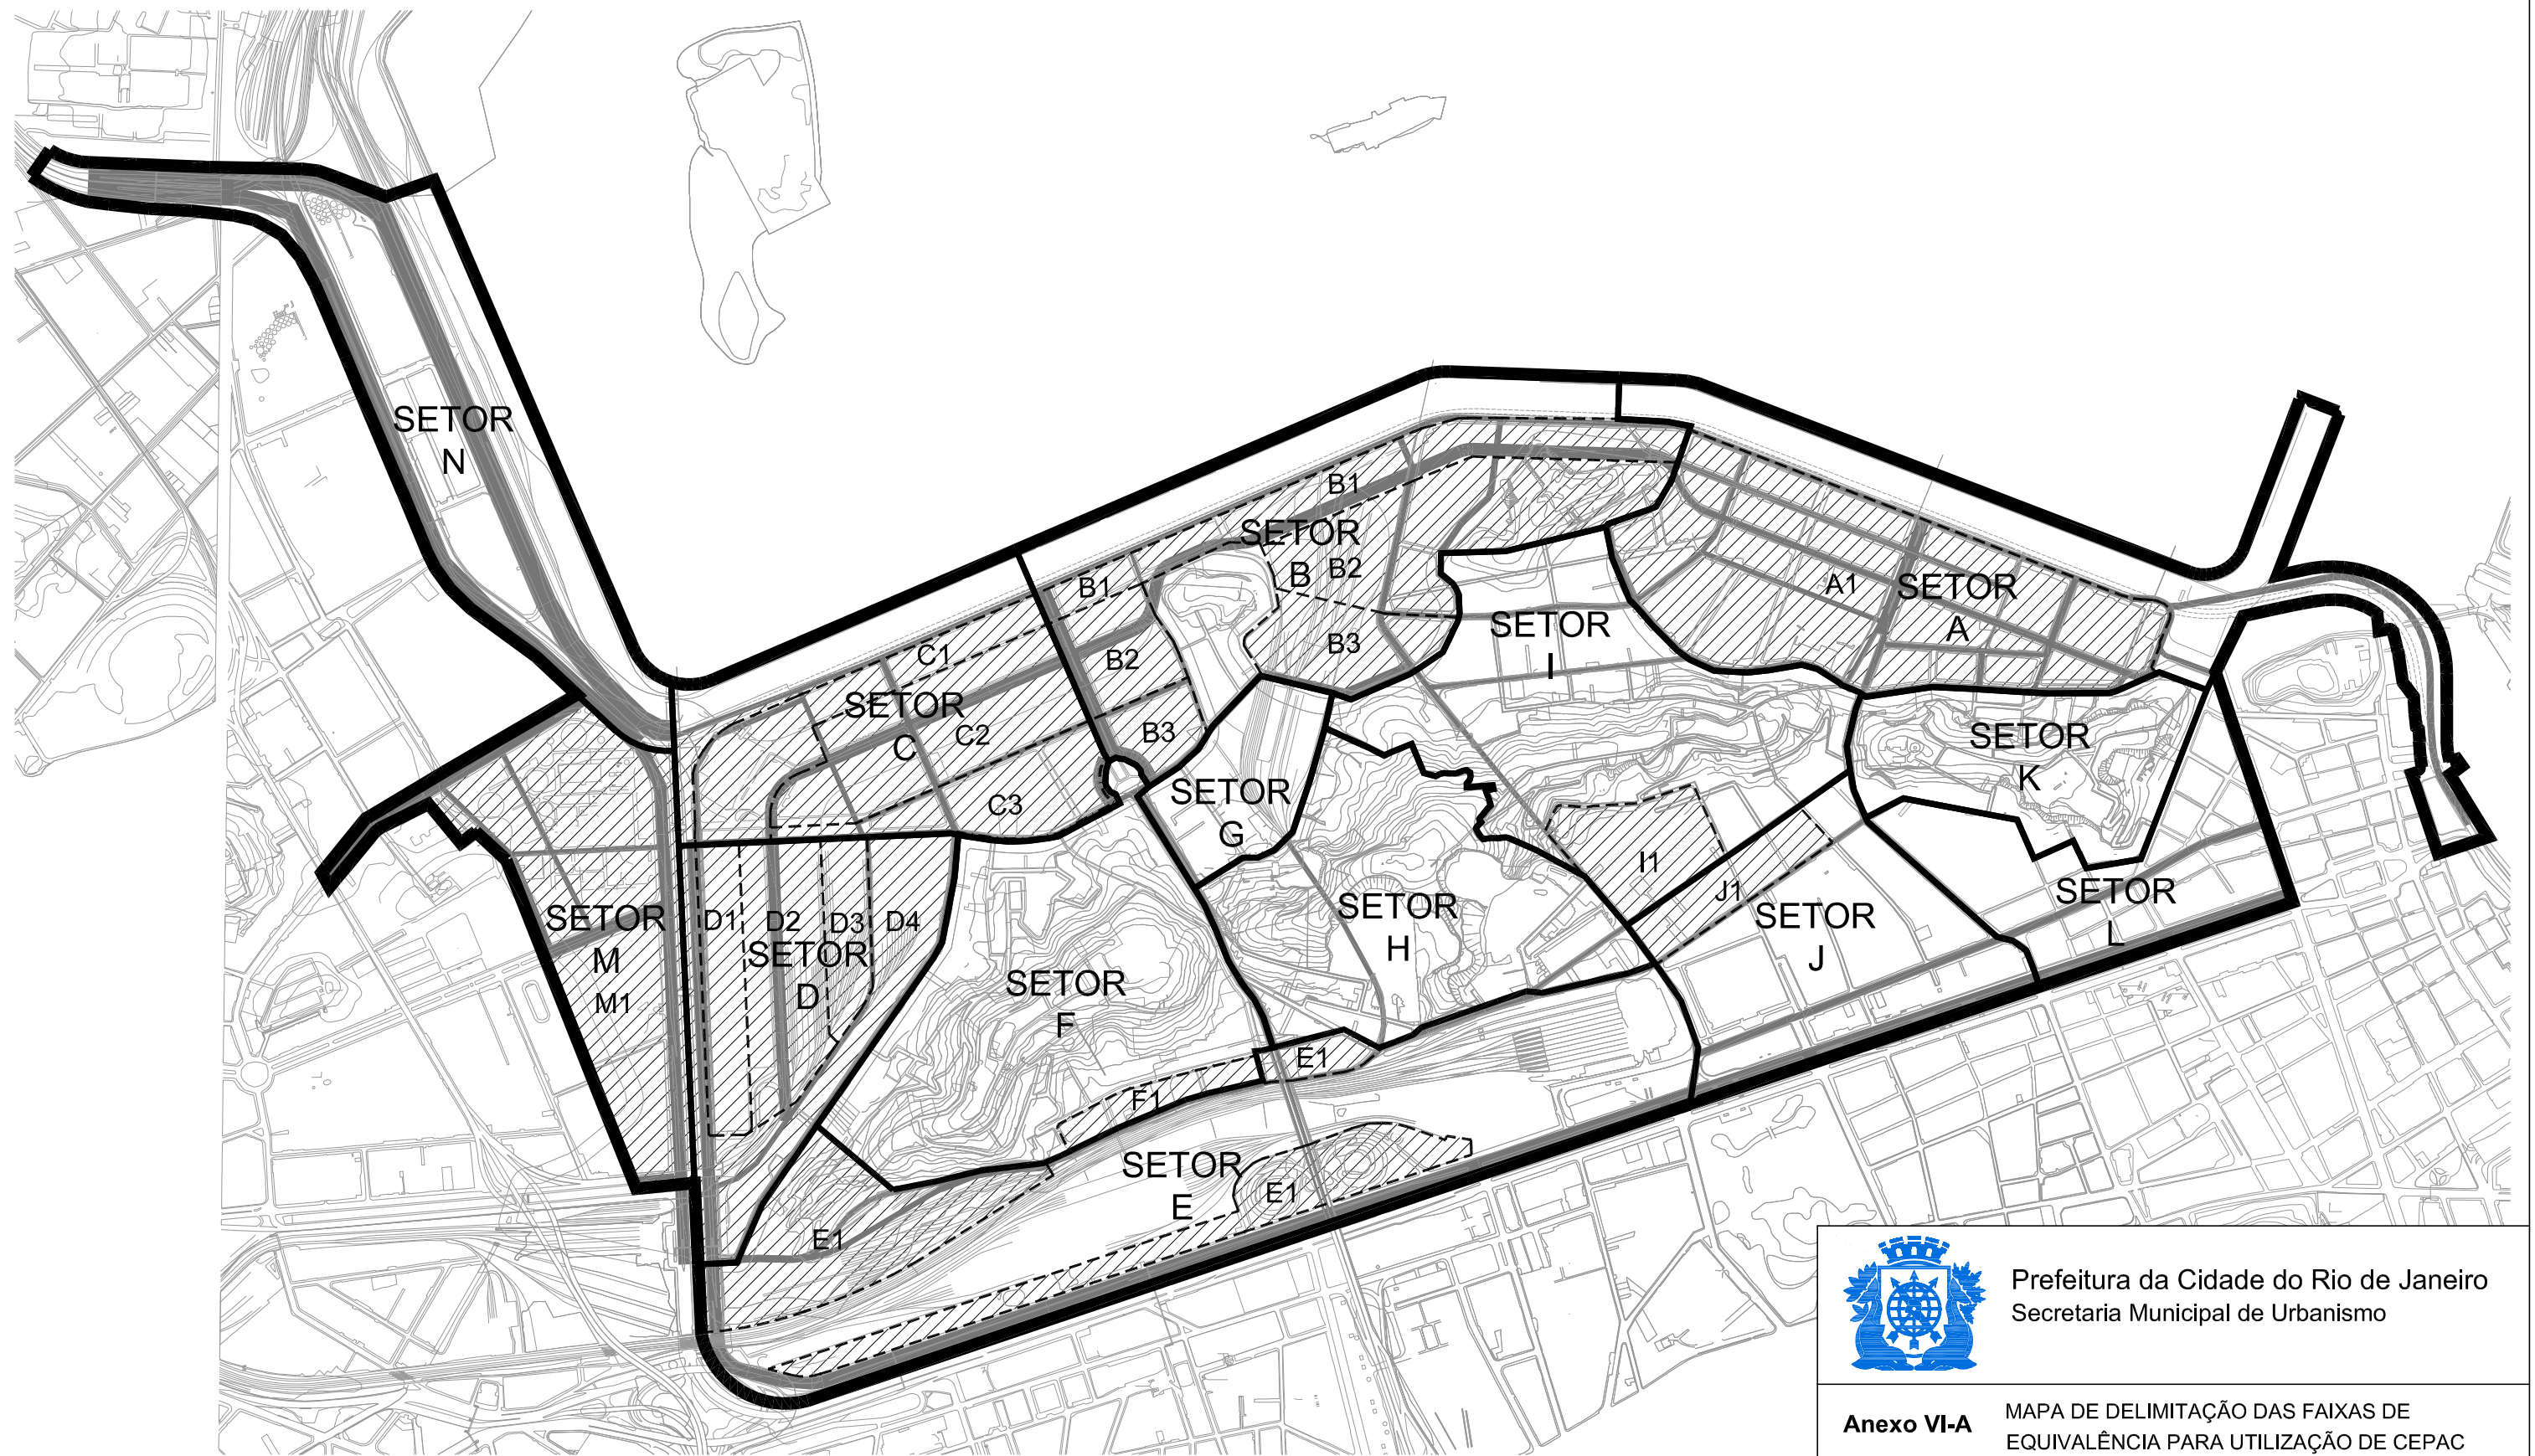 SETOR
N
B1
SETOR
B
B2
B1
A1
SETOR
A
SETOR
I
B3
C1
B2
SETOR
C
C2
B3
SETOR
K
SETOR
G
C3
I1
J1
SETOR
L
SETOR
H
SETOR
J
SETOR
M
M1
D1
D2
D3
D4
SETOR
D
SETOR
F
E1
F1
SETOR
E
E1
E1
Prefeitura da Cidade do Rio de Janeiro
Secretaria Municipal de Urbanismo
Anexo VI-A
MAPA DE DELIMITAÇÃO DAS FAIXAS DE
EQUIVALÊNCIA PARA UTILIZAÇÃO DE CEPAC